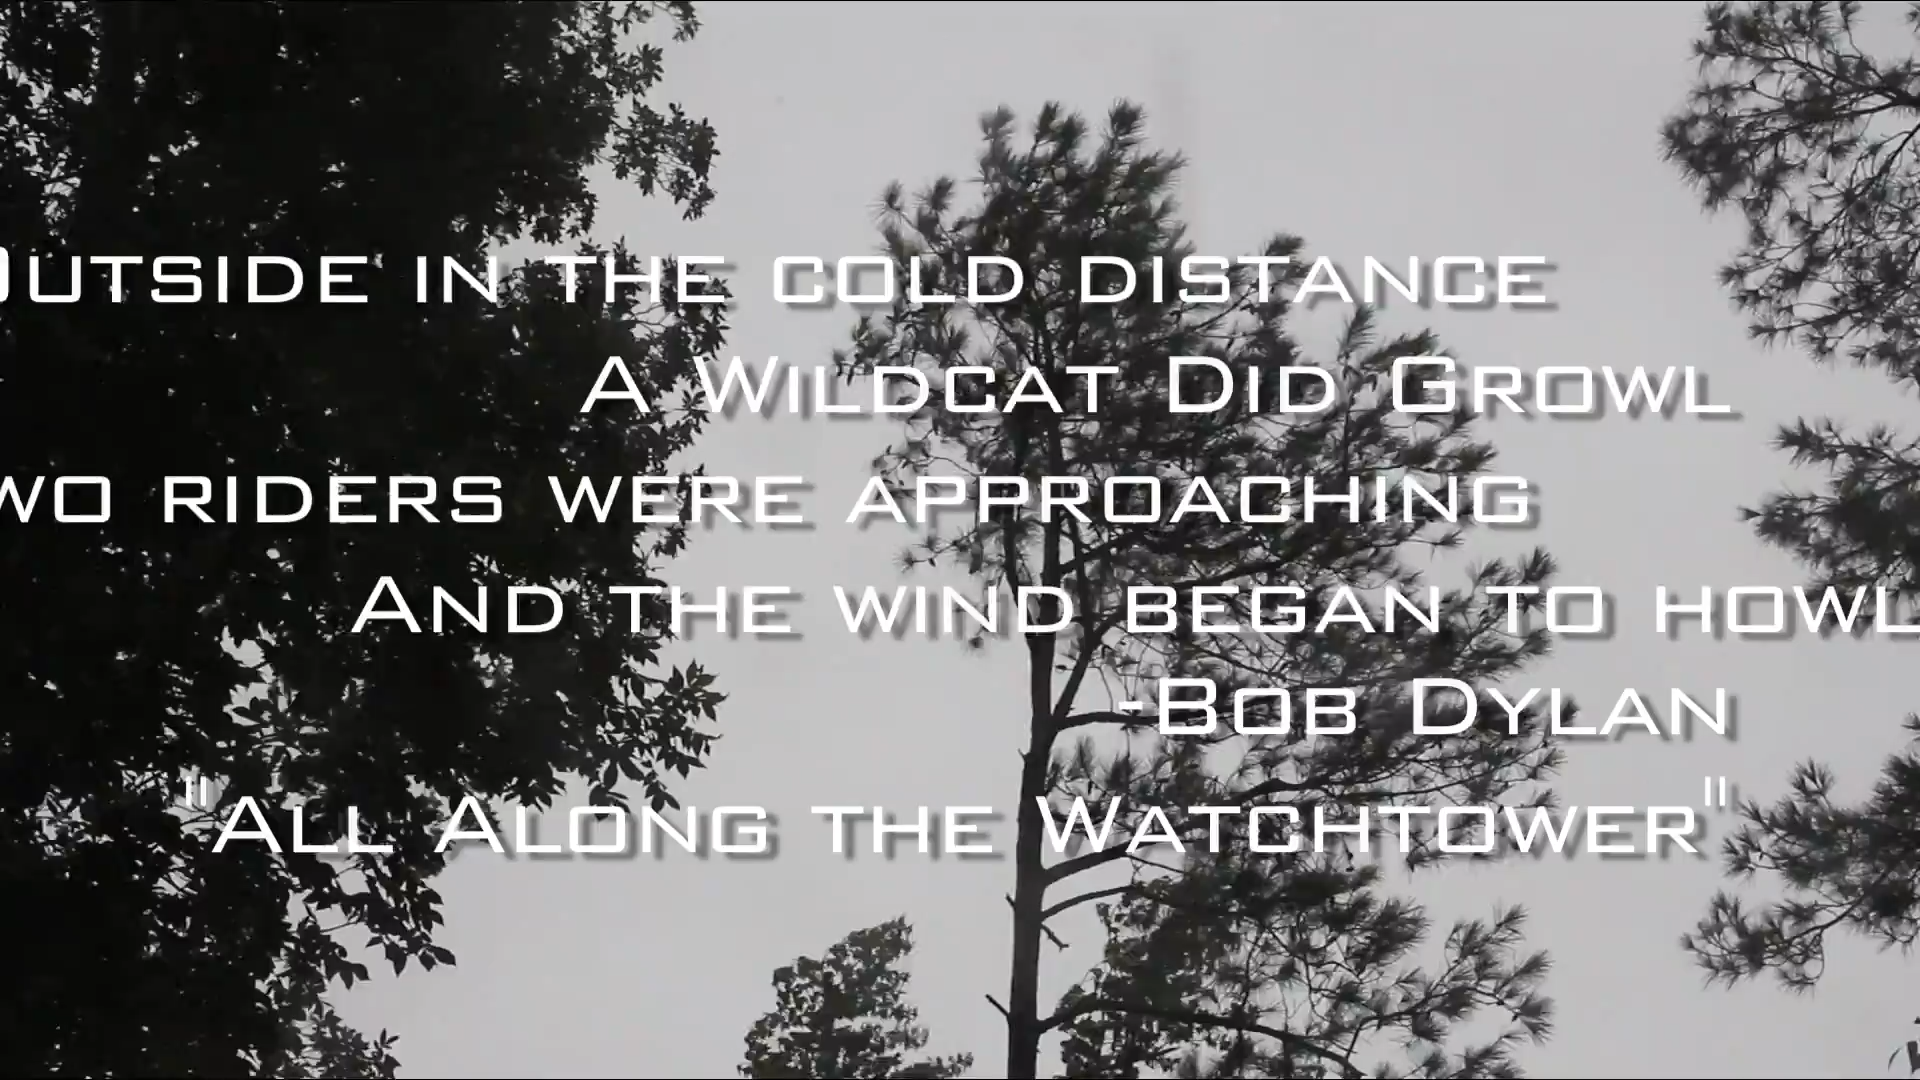 Outside in the cold distance
A Wildcat Did Growl
wo riders were approaching
And the wind began to howl
-Bob Dylan
"All Along the Watchtower"